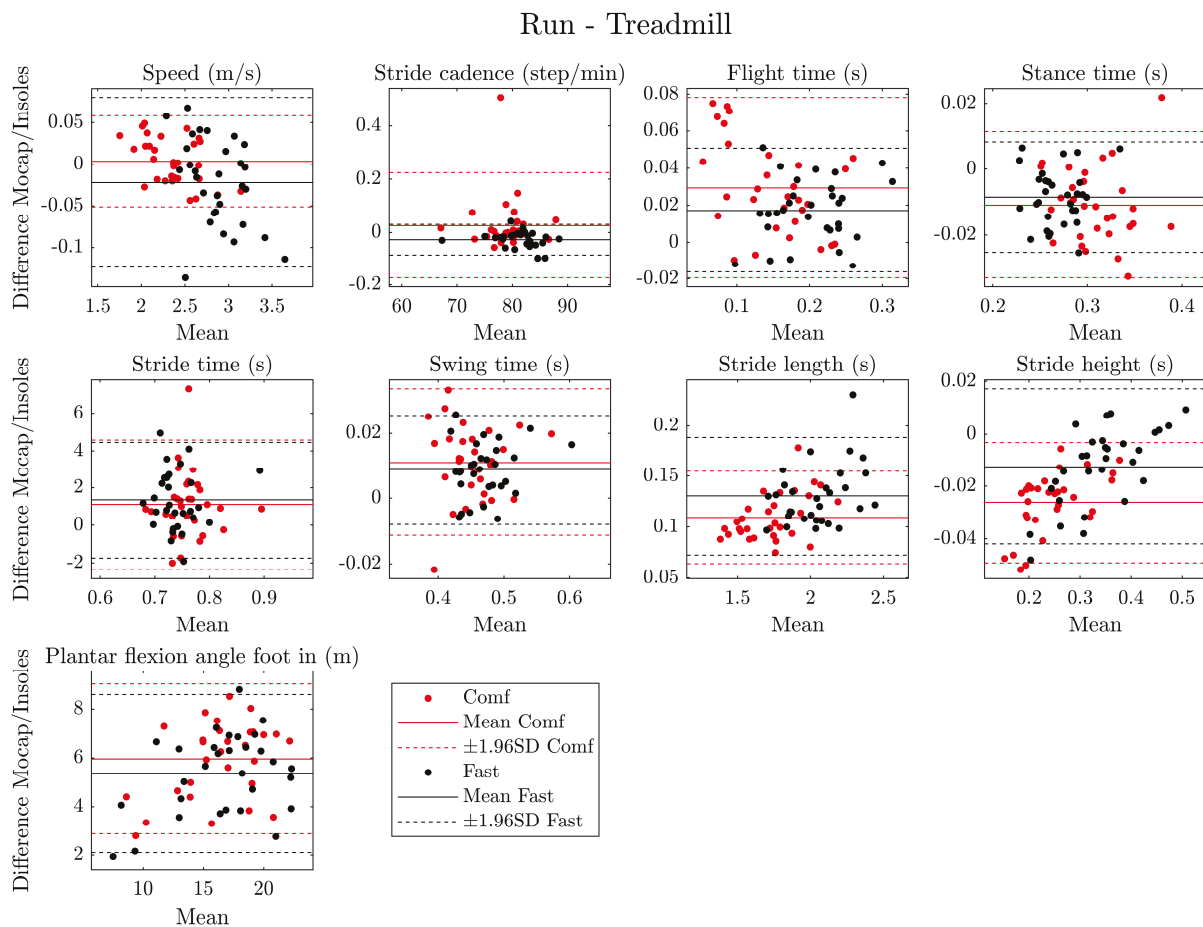 Run - Treadmill
Speed (m/s)
Stride cadence (step/min)
Flight time (s)
Stance time (s)
Difference Mocap/Insoles
0.05
0
-0.05
-0.1
1.5 2 2.5 3 3.5
Mean
0.4
0.2
0
-0.2
60 70 80 90
Mean
0.08
0.06
0.04
0.02
0
-0.02
0.1 0.2 0.3
Mean
0.02
0
-0.02
0.2 0.3 0.4
Mean
Stride time (s)
Swing time (s)
Stride length (s)
Stride height (s)
Difference Mocap/Insoles
6
4
2
0
-2
0.6 0.7 0.8 0.9
Mean
0.02
0
-0.02
0.4 0.5 0.6
Mean
0.2
0.15
0.1
0.05
1.5 2 2.5
Mean
0.02
0
-0.02
-0.04
0.2 0.3 0.4 0.5
Mean
Plantar flexion angle foot in (m)
Difference Mocap/Insoles
8
6
4
2
10 15 20
Mean
Comf
Mean Comf
±1.96SD Comf
Fast
Mean Fast
±1.96SD Fast